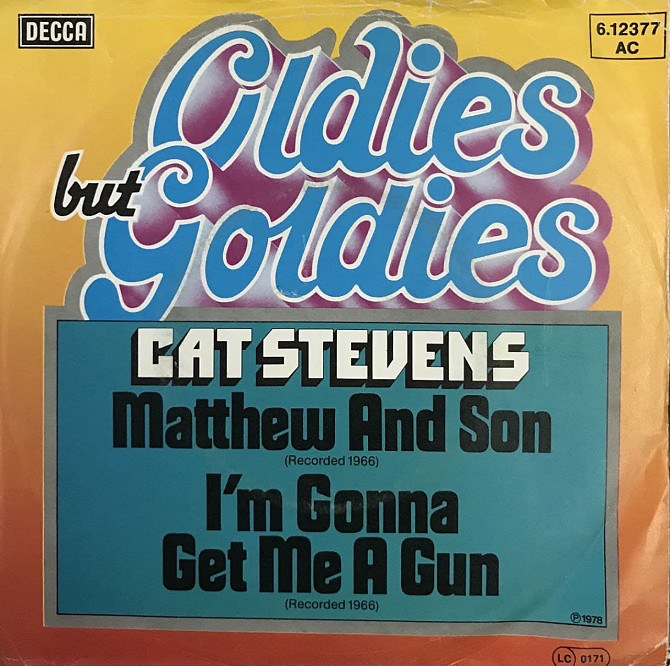 DECCA
6.12377
AC
Oldies
but
Goldies
CAT STEVENS
Matthew And Son
(Recorded 1966)
I'm Gonna
Get Me A Gun
(Recorded 1966)
Ⓟ1978
LC 0171